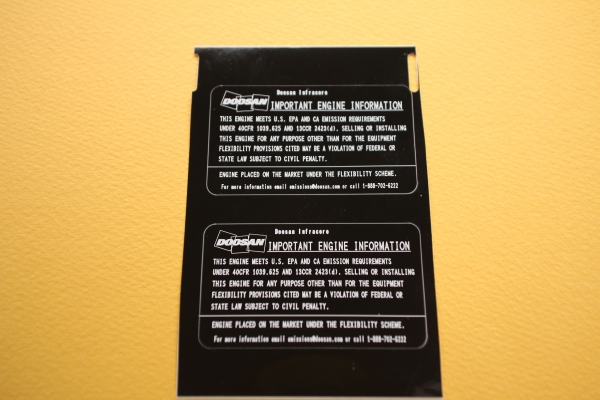 Doosan Infracore
DOOSAN IMPORTANT ENGINE INFORMATION
THIS ENGINE MEETS U.S. EPA AND CA EMISSION REQUIREMENTS
UNDER 40CFR 1039.625 AND 13CCR 2423(d). SELLING OR INSTALLING
THIS ENGINE FOR ANY PURPOSE OTHER THAN FOR THE EQUIPMENT
FLEXIBILITY PROVISIONS CITED MAY BE A VIOLATION OF FEDERAL OR
STATE LAW SUBJECT TO CIVIL PENALTY.
ENGINE PLACED ON THE MARKET UNDER THE FLEXIBILITY SCHEME.
For more information email emissions@doosan.com or call 1-888-702-6232
Doosan Infracore
DOOSAN IMPORTANT ENGINE INFORMATION
THIS ENGINE MEETS U.S. EPA AND CA EMISSION REQUIREMENTS
UNDER 40CFR 1039.625 AND 13CCR 2423(d). SELLING OR INSTALLING
THIS ENGINE FOR ANY PURPOSE OTHER THAN FOR THE EQUIPMENT
FLEXIBILITY PROVISIONS CITED MAY BE A VIOLATION OF FEDERAL OR
STATE LAW SUBJECT TO CIVIL PENALTY.
ENGINE PLACED ON THE MARKET UNDER THE FLEXIBILITY SCHEME.
For more information email emissions@doosan.com or call 1-888-702-6232